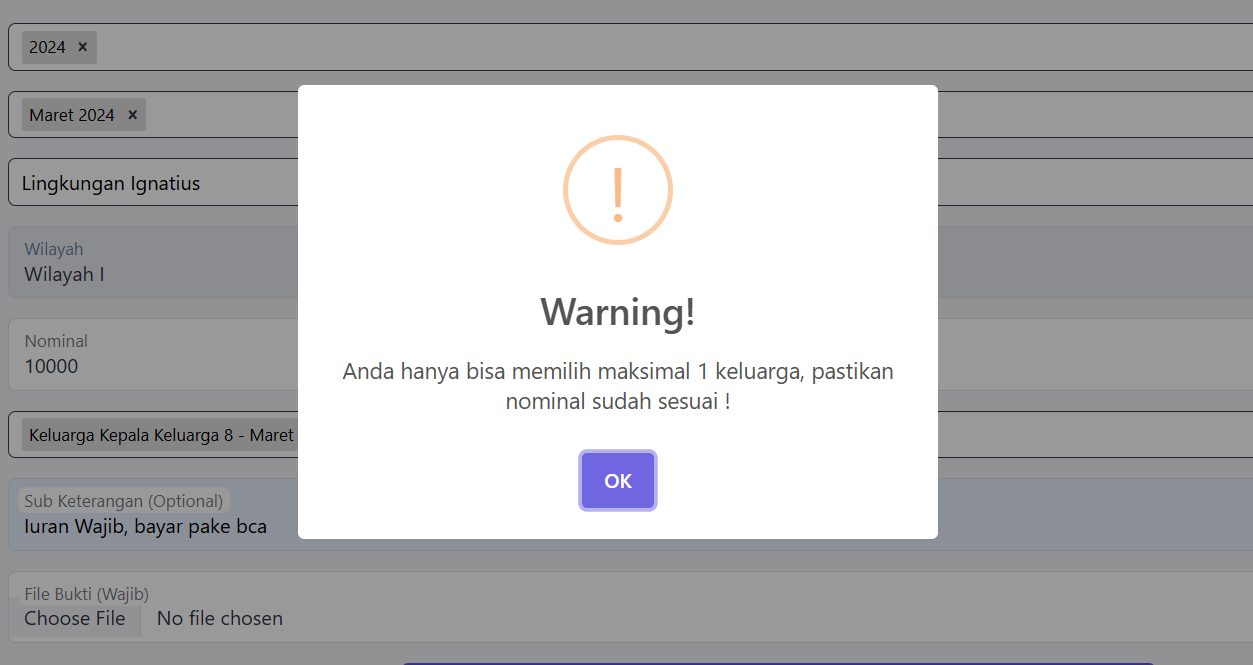 2024 ×
Maret 2024 ×
Lingkungan Ignatius
Wilayah
Wilayah I
Nominal
10000
Keluarga Kepala Keluarga 8 - Maret
Sub Keterangan (Optional)
Iuran Wajib, bayar pake bca
File Bukti (Wajib)
Choose File No file chosen
!
Warning!
Anda hanya bisa memilih maksimal 1 keluarga, pastikan
nominal sudah sesuai !
OK